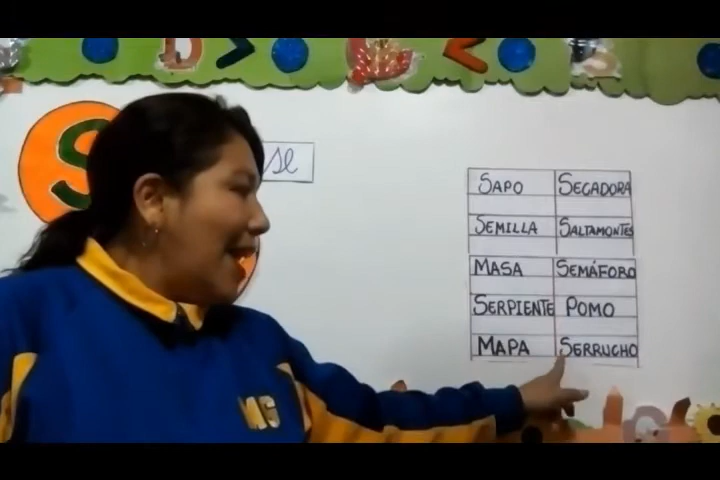 S
se
SAPO SECADORA
SEMILLA SALTAMONTES
MASA SEMÁFORO
SERPIENTE POMO
MAPA SERRUCHO
MG